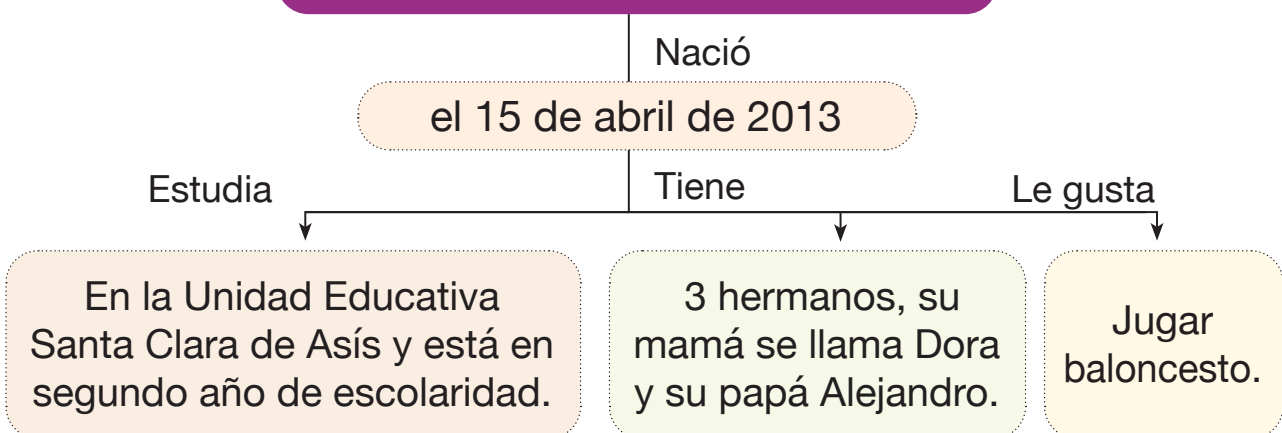 Nació
el 15 de abril de 2013
Estudia
Tiene
Le gusta
En la Unidad Educativa
Santa Clara de Asís y está en
segundo año de escolaridad.
3 hermanos, su
mamá se llama Dora
y su papá Alejandro.
Jugar
baloncesto.